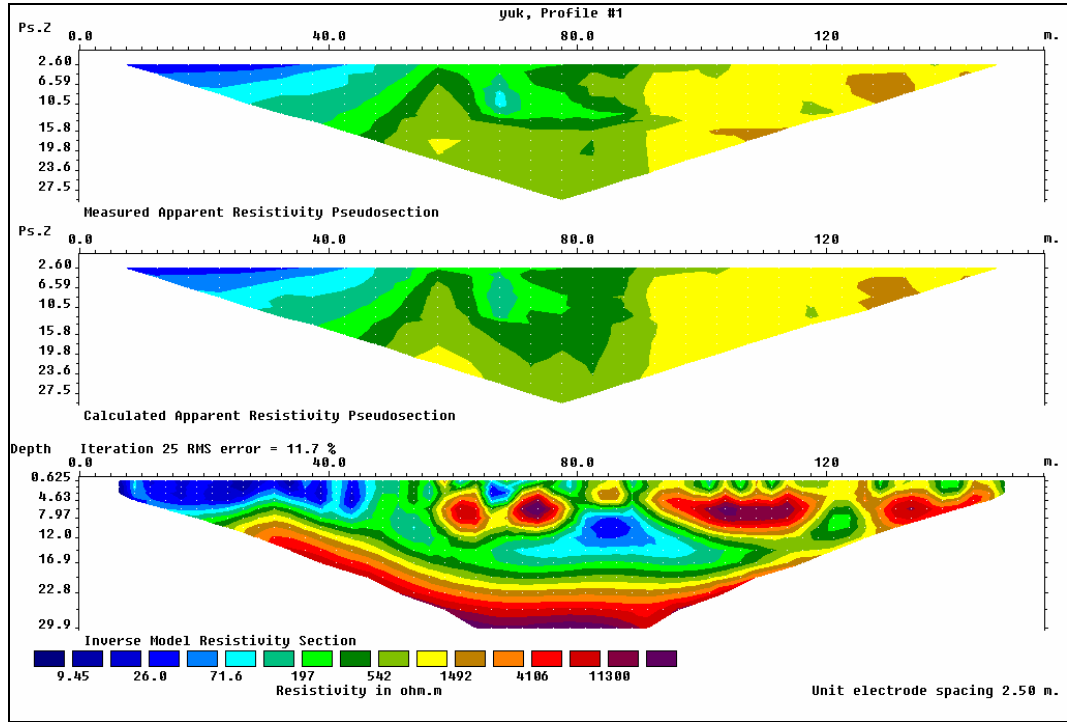 yuk, Profile #1
Ps.Z 0.0 40.0 80.0 120 m.
2.60
6.59
10.5
15.8
19.8
23.6
27.5
Measured Apparent Resistivity Pseudosection
Ps.Z 0.0 40.0 80.0 120 m.
2.60
6.59
10.5
15.8
19.8
23.6
27.5
Calculated Apparent Resistivity Pseudosection
Depth Iteration 25 RMS error = 11.7 %
0.0 40.0 80.0 120 m.
0.625
4.63
7.97
12.0
16.9
22.8
29.9
Inverse Model Resistivity Section
9.45 26.0 71.6 197 542 1492 4106 11300
Resistivity in ohm.m
Unit electrode spacing 2.50 m.